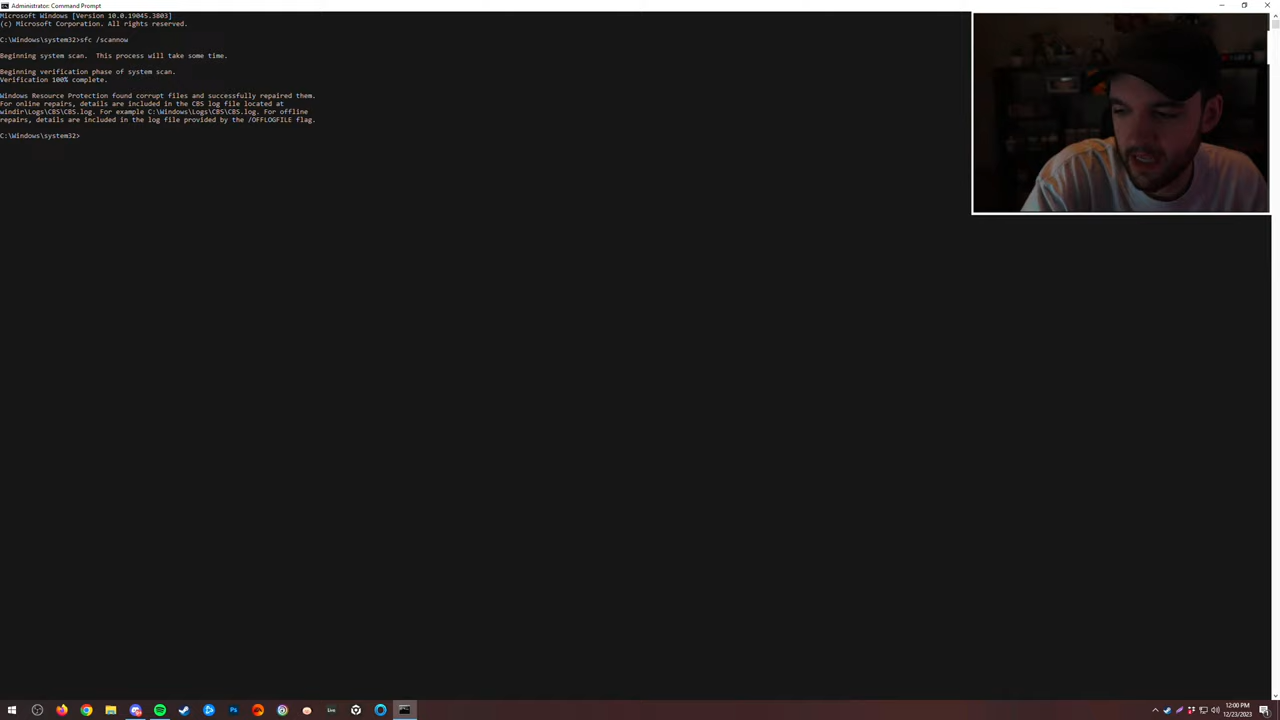 Administrator: Command Prompt
Microsoft Windows [Version 10.0.19045.3803]
(c) Microsoft Corporation. All rights reserved.
C:\Windows\system32>sfc /scannow
Beginning system scan.  This process will take some time.
Beginning verification phase of system scan.
Verification 100% complete.
Windows Resource Protection found corrupt files and successfully repaired them.
For online repairs, details are included in the CBS log file located at
windir\Logs\CBS\CBS.log. For example C:\Windows\Logs\CBS\CBS.log. For offline
repairs, details are included in the log file provided by the /OFFLOGFILE flag.
C:\Windows\system32>
Live
12:00 PM
12/23/2023